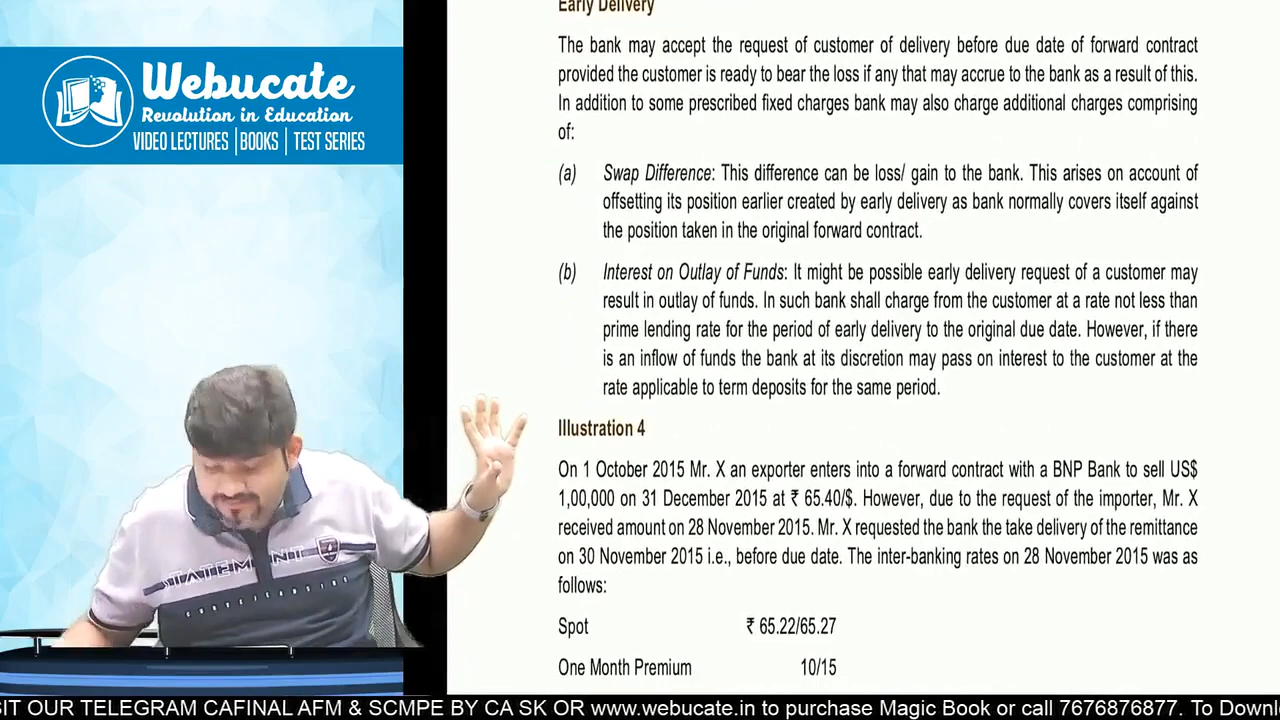 Early Delivery
Webucate
Revolution in Education
VIDEO LECTURES | BOOKS | TEST SERIES
The bank may accept the request of customer of delivery before due date of forward contract
provided the customer is ready to bear the loss if any that may accrue to the bank as a result of this.
In addition to some prescribed fixed charges bank may also charge additional charges comprising
of:
(a) Swap Difference: This difference can be loss/ gain to the bank. This arises on account of
offsetting its position earlier created by early delivery as bank normally covers itself against
the position taken in the original forward contract.
(b) Interest on Outlay of Funds: It might be possible early delivery request of a customer may
result in outlay of funds. In such bank shall charge from the customer at a rate not less than
prime lending rate for the period of early delivery to the original due date. However, if there
is an inflow of funds the bank at its discretion may pass on interest to the customer at the
rate applicable to term deposits for the same period.
Illustration 4
On 1 October 2015 Mr. X an exporter enters into a forward contract with a BNP Bank to sell US$
1,00,000 on 31 December 2015 at ₹ 65.40/$. However, due to the request of the importer, Mr. X
received amount on 28 November 2015. Mr. X requested the bank the take delivery of the remittance
on 30 November 2015 i.e., before due date. The inter-banking rates on 28 November 2015 was as
follows:
Spot ₹ 65.22/65.27
One Month Premium 10/15
STATEMENT
SIT OUR TELEGRAM CAFINAL AFM & SCMPE BY CA SK OR www.webucate.in to purchase Magic Book or call 7676876877. To Downl